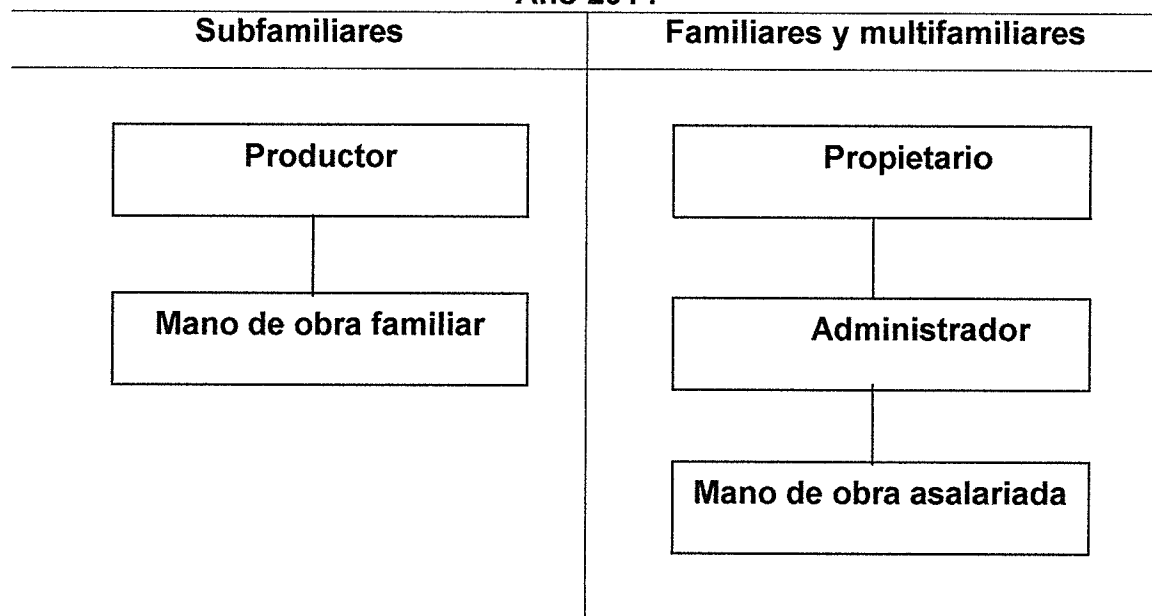 Subfamiliares
Familiares y multifamiliares
Productor
Propietario
Mano de obra familiar
Administrador
Mano de obra asalariada